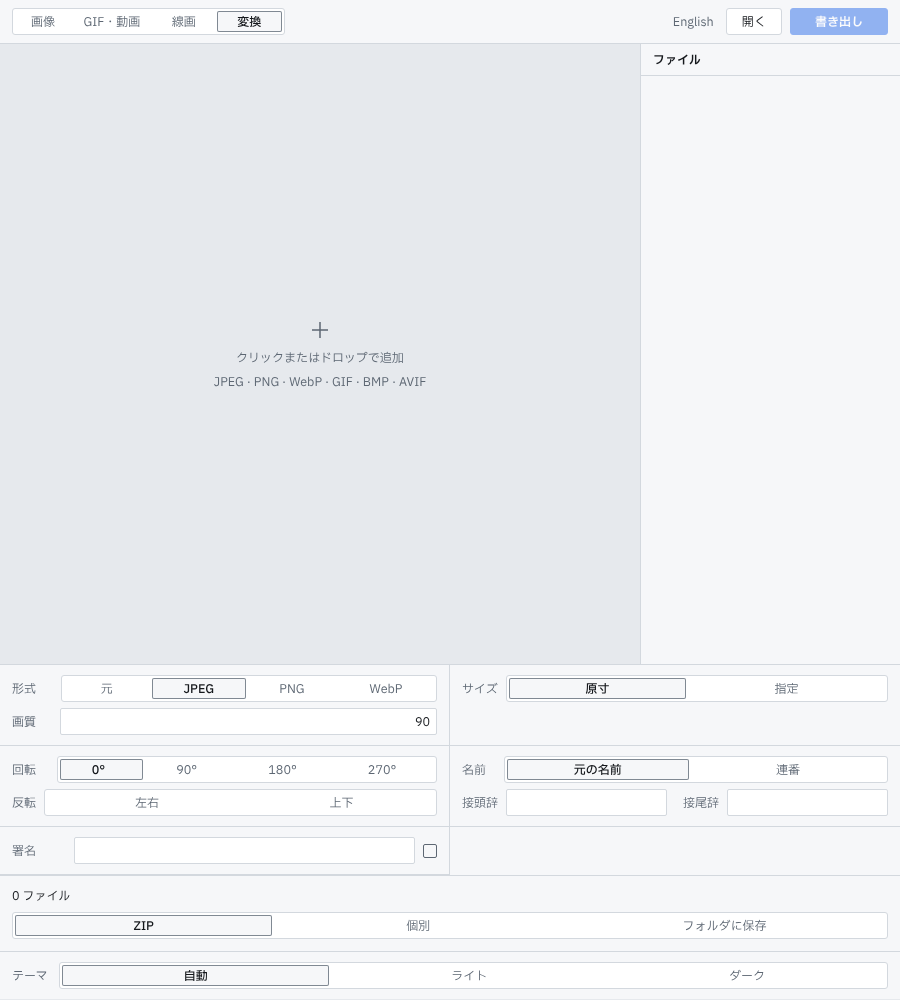 画像 GIF・動画 線画 変換 English 開く 書き出し
ファイル
クリックまたはドロップで追加
JPEG · PNG · WebP · GIF · BMP · AVIF
形式 元 JPEG PNG WebP
画質 90
サイズ 原寸 指定
回転 0° 90° 180° 270°
反転 左右 上下
名前 元の名前 連番
接頭辞 接尾辞
署名
0 ファイル
ZIP 個別 フォルダに保存
テーマ 自動 ライト ダーク